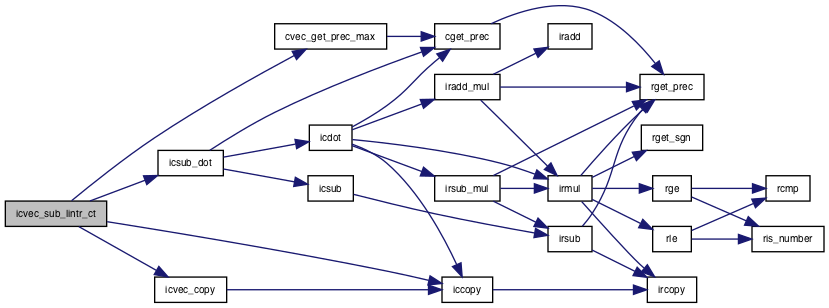 cvec_get_prec_max
cget_prec
iradd
iradd_mul
rget_prec
rget_sgn
icdot
icsub_dot
icsub
irsub_mul
irmul
rge
rcmp
icvec_sub_lintr_ct
irsub
rle
ris_number
icvec_copy
iccopy
ircopy